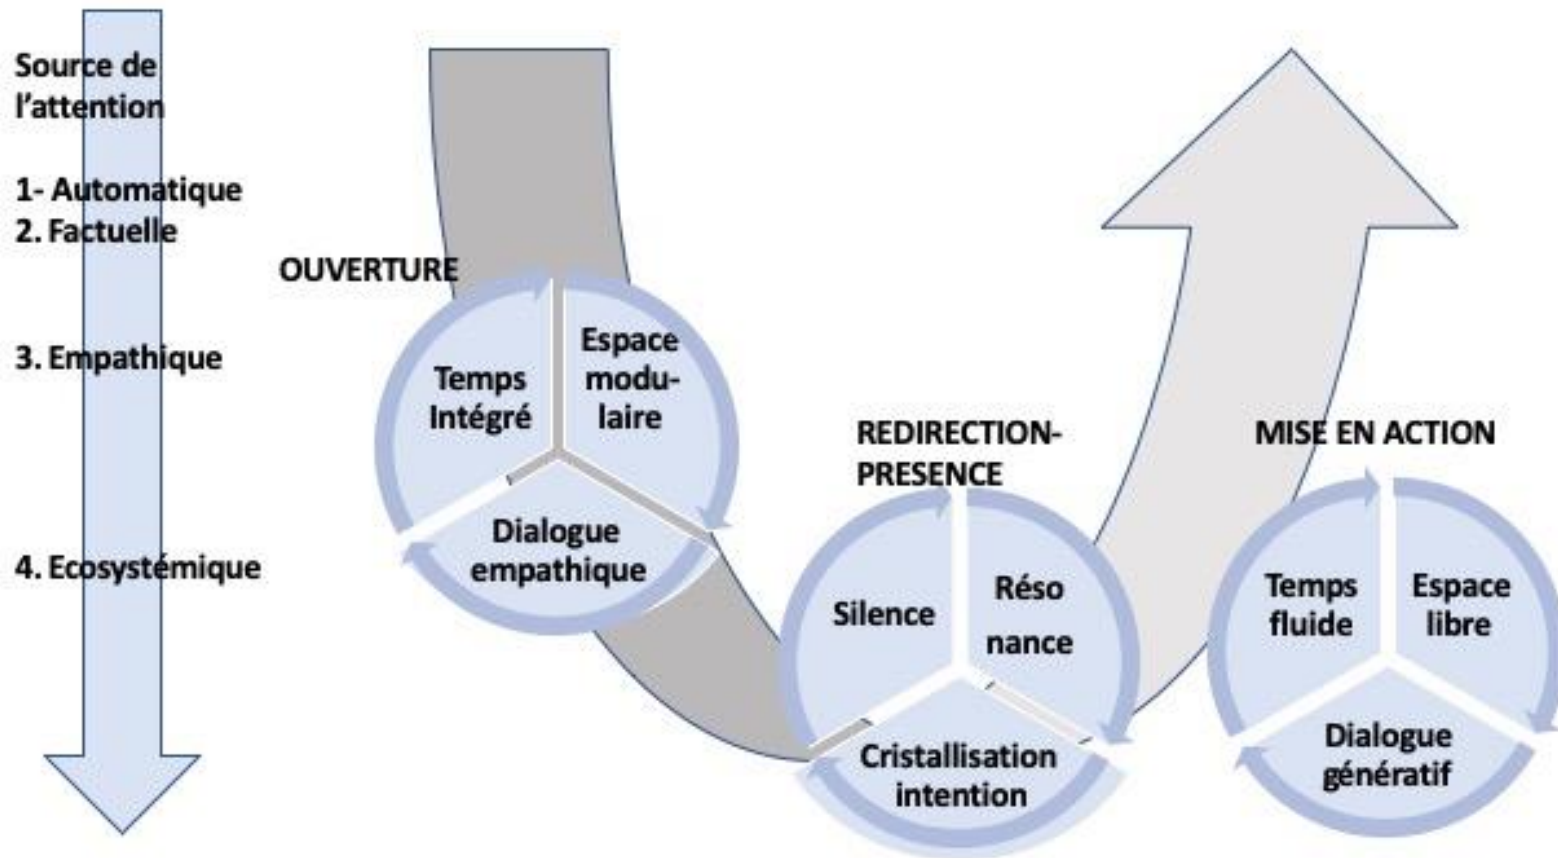 Source de
l'attention
1- Automatique
2. Factuelle
3. Empathique
4. Ecosystémique
OUVERTURE
Temps
Intégré
Espace
modu-
laire
Dialogue
empathique
REDIRECTION-
PRESENCE
Silence
Réso
nance
Cristallisation
intention
MISE EN ACTION
Temps
fluide
Espace
libre
Dialogue
génératif